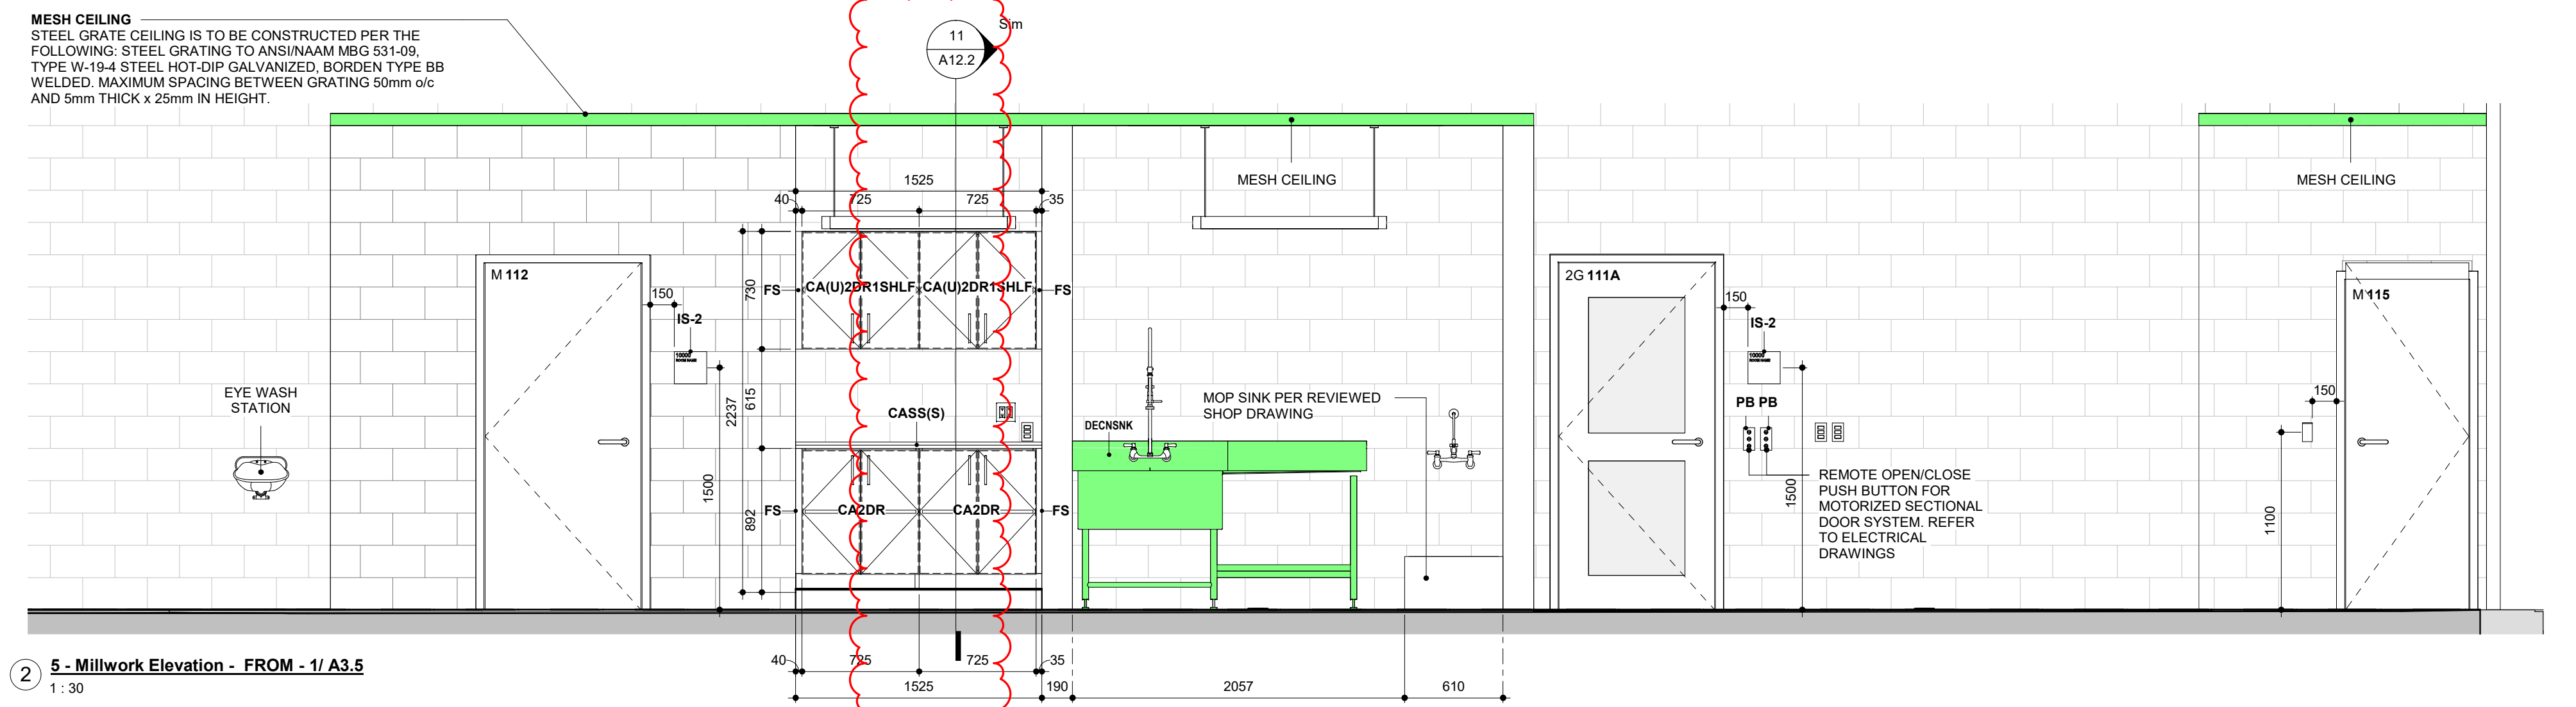 MESH CEILING
STEEL GRATE CEILING IS TO BE CONSTRUCTED PER THE
FOLLOWING: STEEL GRATING TO ANSI/NAAM MBG 531-09,
TYPE W-19-4 STEEL HOT-DIP GALVANIZED, BORDEN TYPE BB
WELDED. MAXIMUM SPACING BETWEEN GRATING 50mm o/c
AND 5mm THICK x 25mm IN HEIGHT.
Sim
11
A12.2
1525
MESH CEILING
MESH CEILING
40
725
725
35
M 112
2G 111A
M 115
150
IS-2
10000
ROOM NAME
730
FS
CA(U)2DR1SHLF
CA(U)2DR1SHLF
FS
150
IS-2
10000
ROOM NAME
EYE WASH
STATION
2237
615
CASS(S)
DECNSNK
MOP SINK PER REVIEWED
SHOP DRAWING
PB PB
150
1500
892
FS
CA2DR
CA2DR
FS
1500
REMOTE OPEN/CLOSE
PUSH BUTTON FOR
MOTORIZED SECTIONAL
DOOR SYSTEM. REFER
TO ELECTRICAL
DRAWINGS
1100
40
725
725
35
1525
190
2057
610
2
5 - Millwork Elevation - FROM - 1/ A3.5
1 : 30